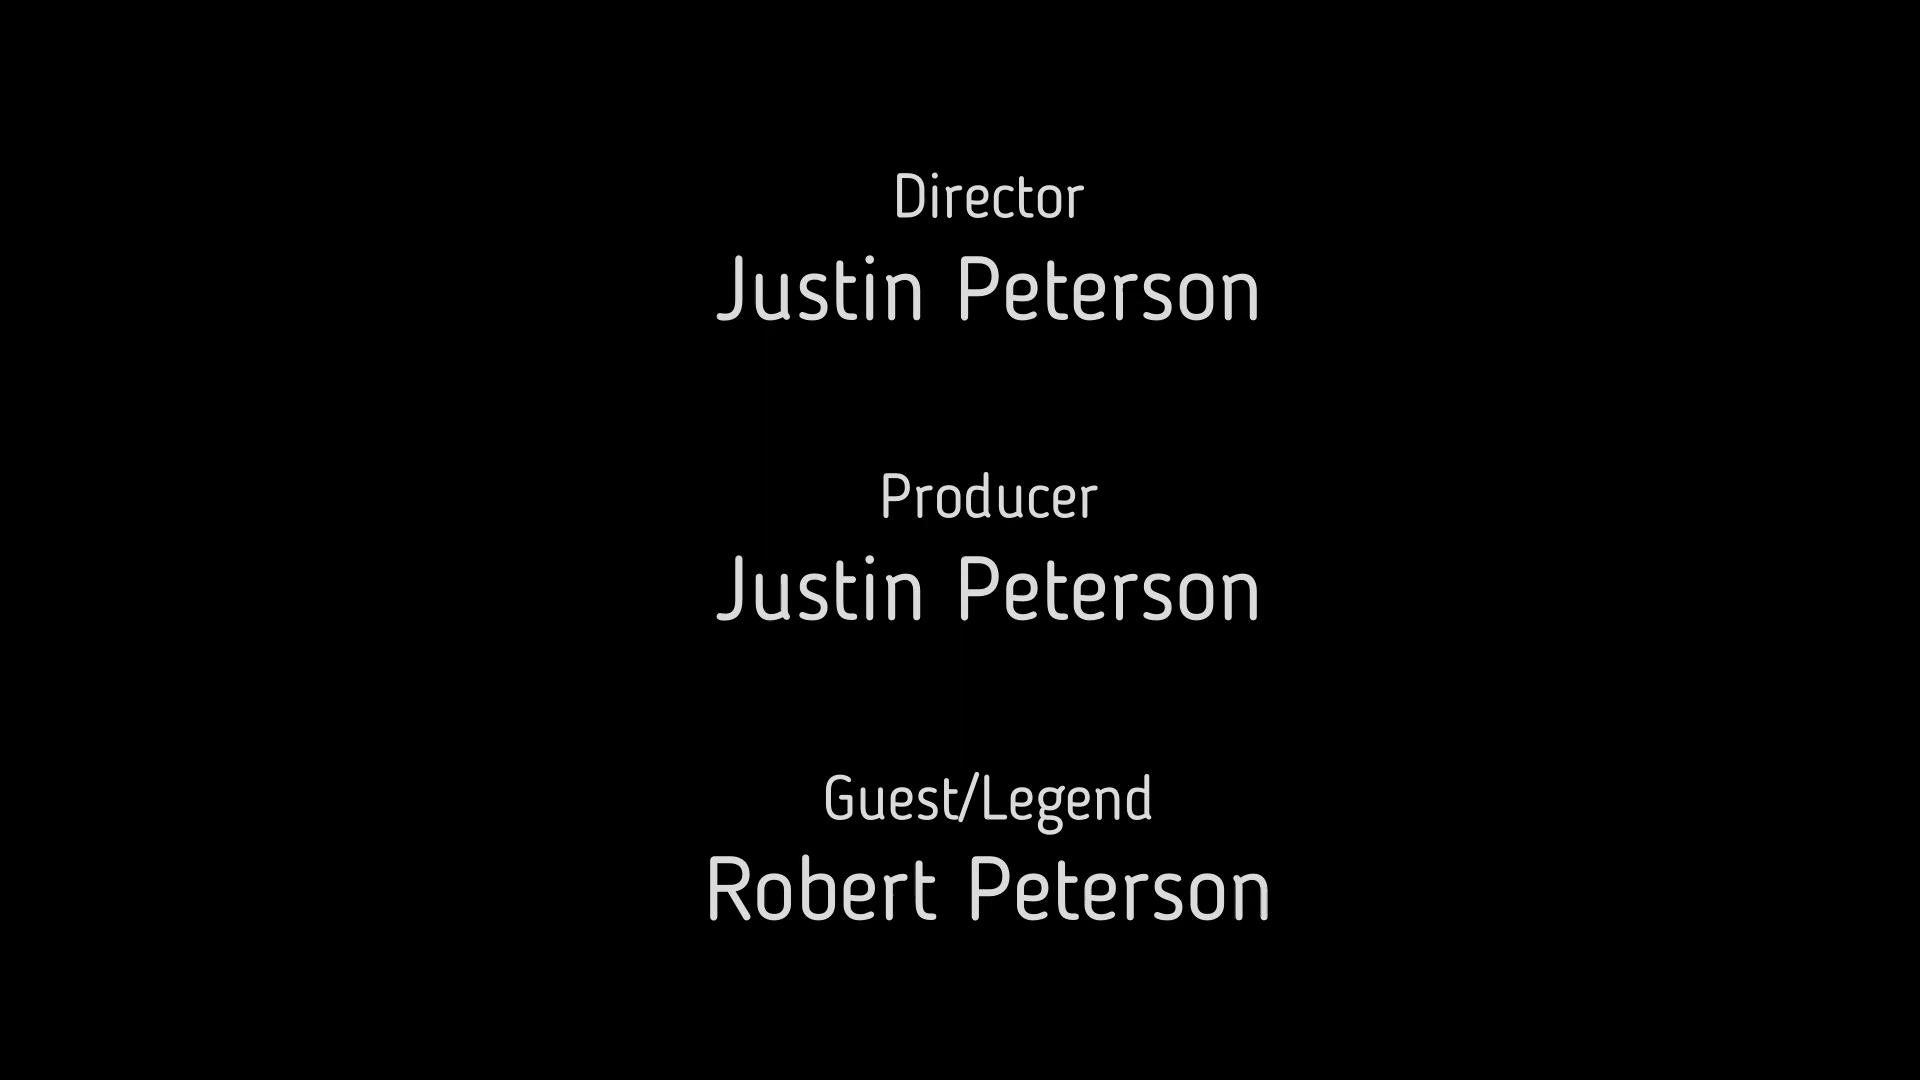 Director
Justin Peterson
Producer
Justin Peterson
Guest/Legend
Robert Peterson